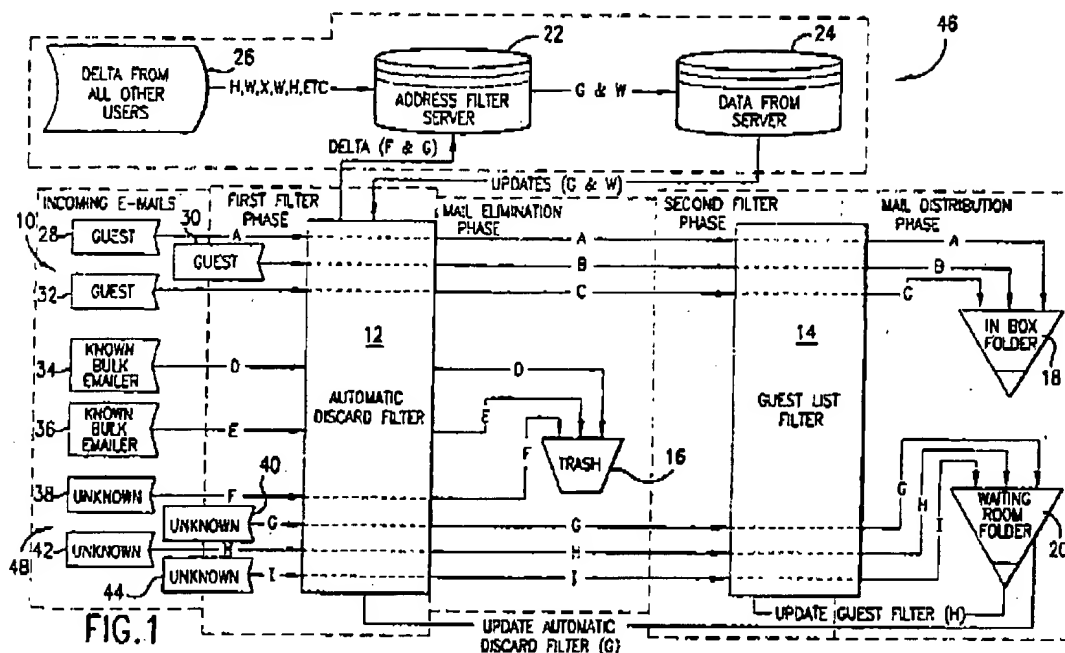 22
24
46
26
DELTA FROM
ALL OTHER
USERS
H,W,X,W,H,ETC
ADDRESS FILTER
SERVER
G & W
DATA FROM
SERVER
DELTA (F & G)
UPDATES (G & W)
INCOMING E-MAILS
FIRST FILTER
PHASE
MAIL ELIMINATION
PHASE
SECOND FILTER
PHASE
MAIL DISTRIBUTION
PHASE
10
28
GUEST
30
A
A
A
GUEST
B
B
32
GUEST
C
G
12
14
IN BOX
FOLDER
18
34
KNOWN
BULK
EMAILER
D
D
AUTOMATIC
DISCARD FILTER
GUEST LIST
FILTER
36
KNOWN
BULK
EMAILER
E
E
F
TRASH
16
38
UNKNOWN
F
40
UNKNOWN
G
G
G
H
I
WAITING
ROOM
FOLDER
20
42
UNKNOWN
H
H
48
44
UNKNOWN
I
I
UPDATE GUEST FILTER (H)
UPDATE AUTOMATIC
DISCARD FILTER (G)
FIG.1